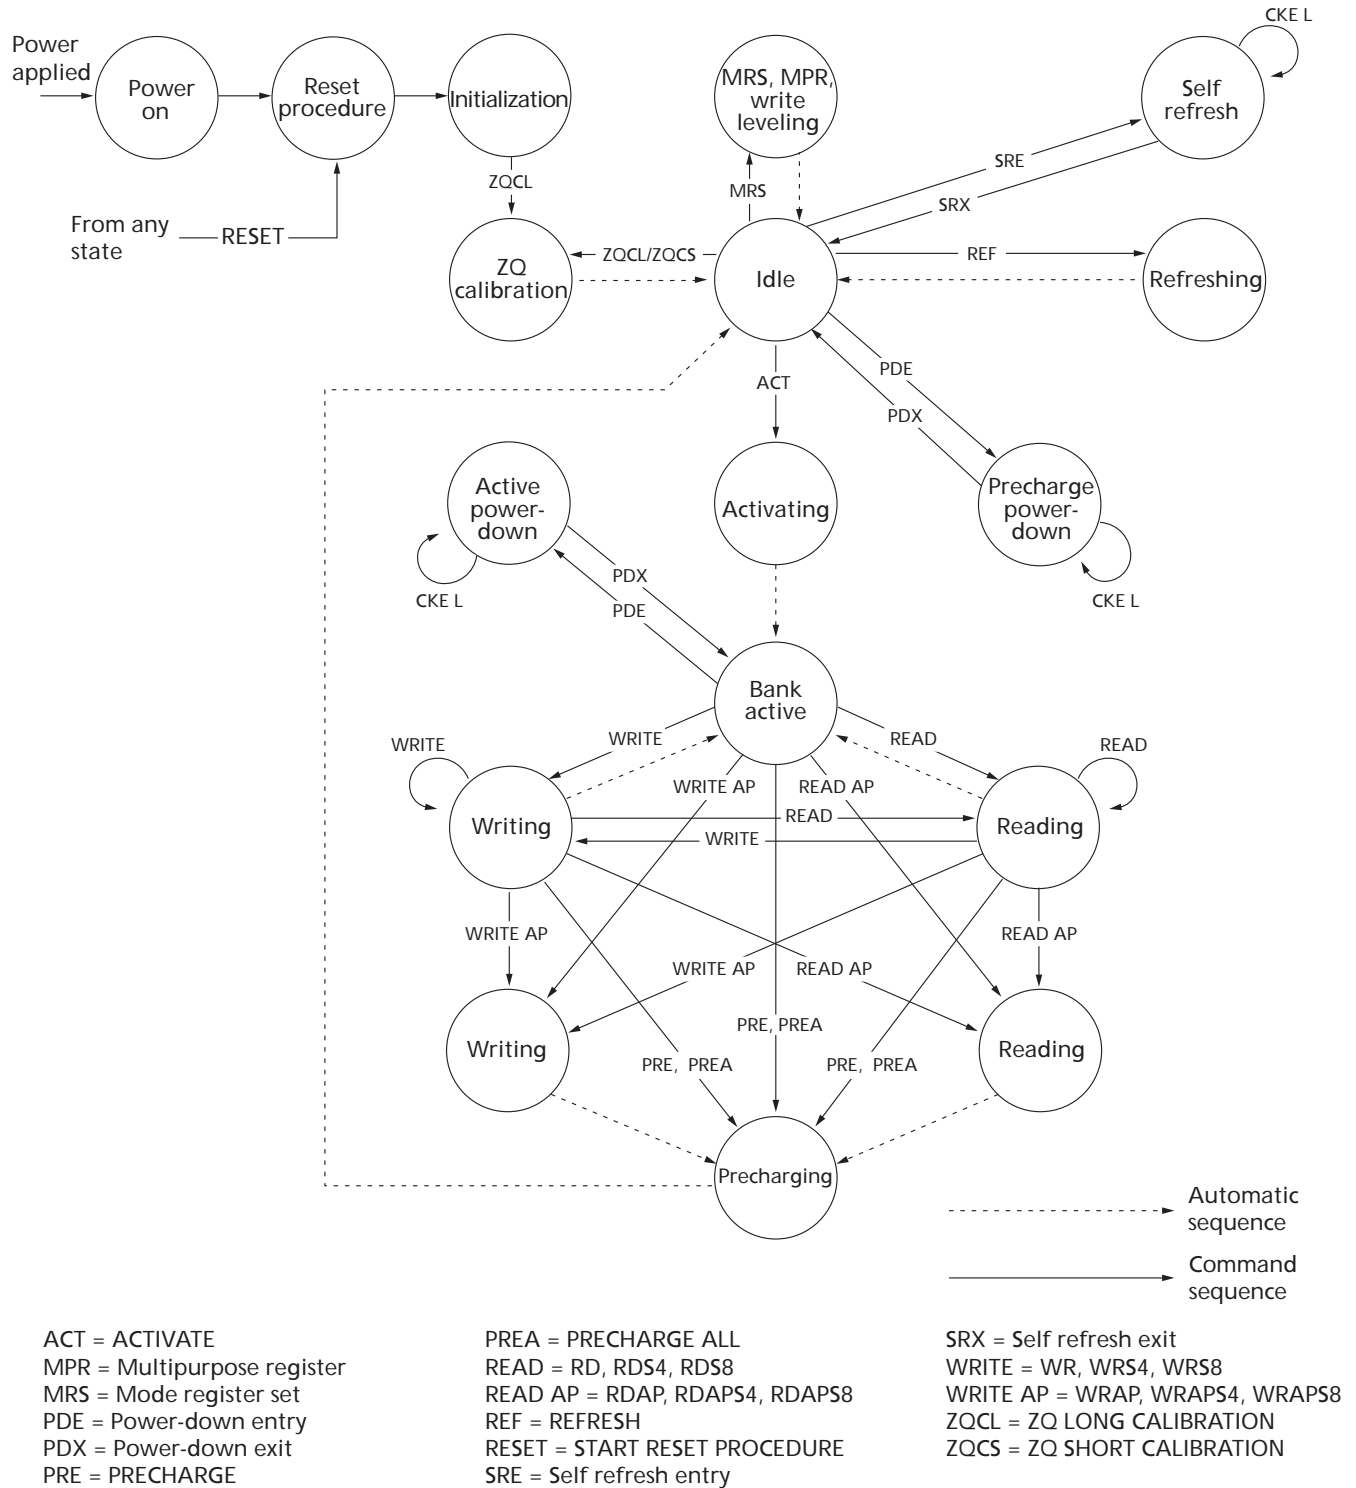 Power
applied
Power
on
Reset
procedure
Initialization
MRS, MPR,
write
leveling
Self
refresh
CKE L
ZQCL
MRS
SRE
SRX
From any
state
RESET
ZQ
calibration
ZQCL/ZQCS
Idle
REF
Refreshing
PDE
ACT
PDX
Active
power-
down
Activating
Precharge
power-
down
PDX
CKE L
PDE
CKE L
Bank
active
WRITE
WRITE
READ
READ
WRITE AP
READ AP
Writing
READ
Reading
WRITE
WRITE AP
READ AP
WRITE AP
READ AP
PRE, PREA
Writing
Reading
PRE, PREA
PRE, PREA
Precharging
Automatic
sequence
Command
sequence
ACT = ACTIVATE
MPR = Multipurpose register
MRS = Mode register set
PDE = Power-down entry
PDX = Power-down exit
PRE = PRECHARGE
PREA = PRECHARGE ALL
READ = RD, RDS4, RDS8
READ AP = RDAP, RDAPS4, RDAPS8
REF = REFRESH
RESET = START RESET PROCEDURE
SRE = Self refresh entry
SRX = Self refresh exit
WRITE = WR, WRS4, WRS8
WRITE AP = WRAP, WRAPS4, WRAPS8
ZQCL = ZQ LONG CALIBRATION
ZQCS = ZQ SHORT CALIBRATION